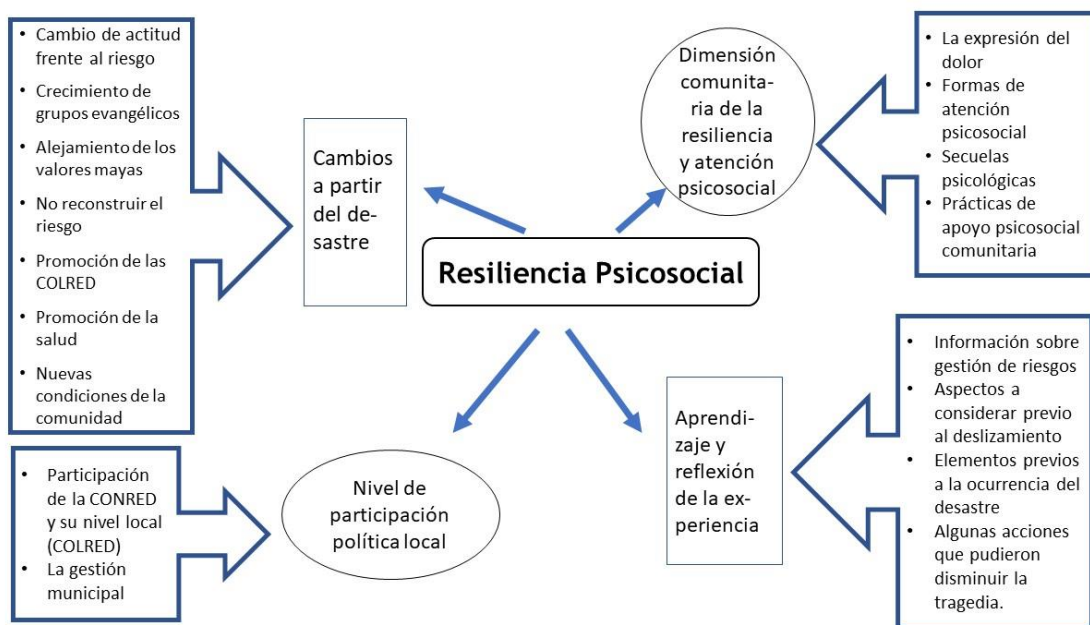 • Cambio de actitud
frente al riesgo
• Crecimiento de
grupos evangélicos
• Alejamiento de los
valores mayas
• No reconstruir el
riesgo
• Promoción de las
COLRED
• Promoción de la
salud
• Nuevas
condiciones de la
comunidad
Cambios
a partir
del de-
sastre
Dimensión
comunita-
ria de la
resiliencia
y atención
psicosocial
• La expresión del
dolor
• Formas de
atención
psicosocial
• Secuelas
psicológicas
• Prácticas de
apoyo psicosocial
comunitaria
Resiliencia Psicosocial
• Participación
de la CONRED
y su nivel local
(COLRED)
• La gestión
municipal
Nivel de
participación
política local
Aprendi-
zaje y
reflexión
de la ex-
periencia
• Información sobre
gestión de riesgos
• Aspectos a
considerar previo
al deslizamiento
• Elementos previos
a la ocurrencia del
desastre
• Algunas acciones
que pudieron
disminuir la
tragedia.